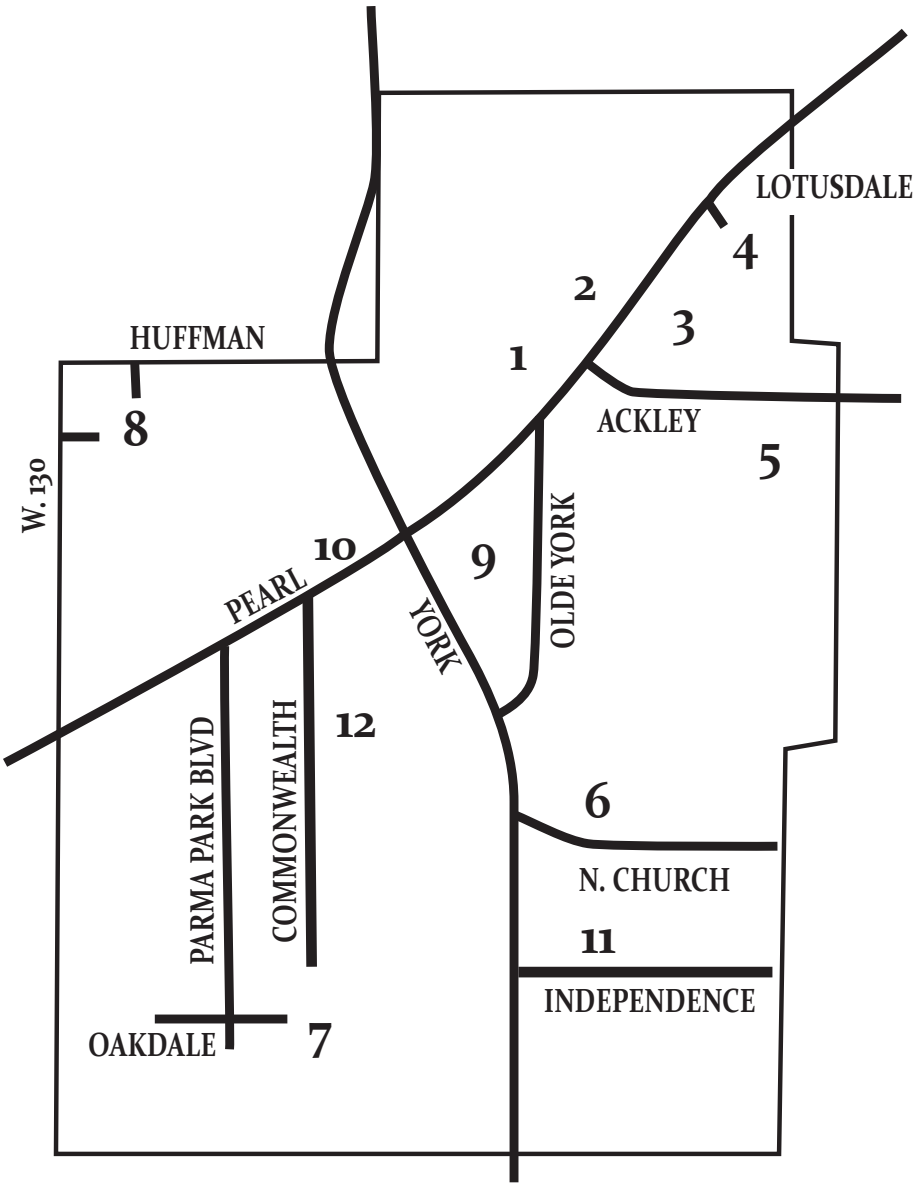 LOTUSDALE
4
2
3
HUFFMAN
1
ACKLEY
8
5
W. 130
OLDE YORK
10
9
PEARL
YORK
12
PARMA PARK BLVD
COMMONWEALTH
6
N. CHURCH
11
INDEPENDENCE
OAKDALE
7